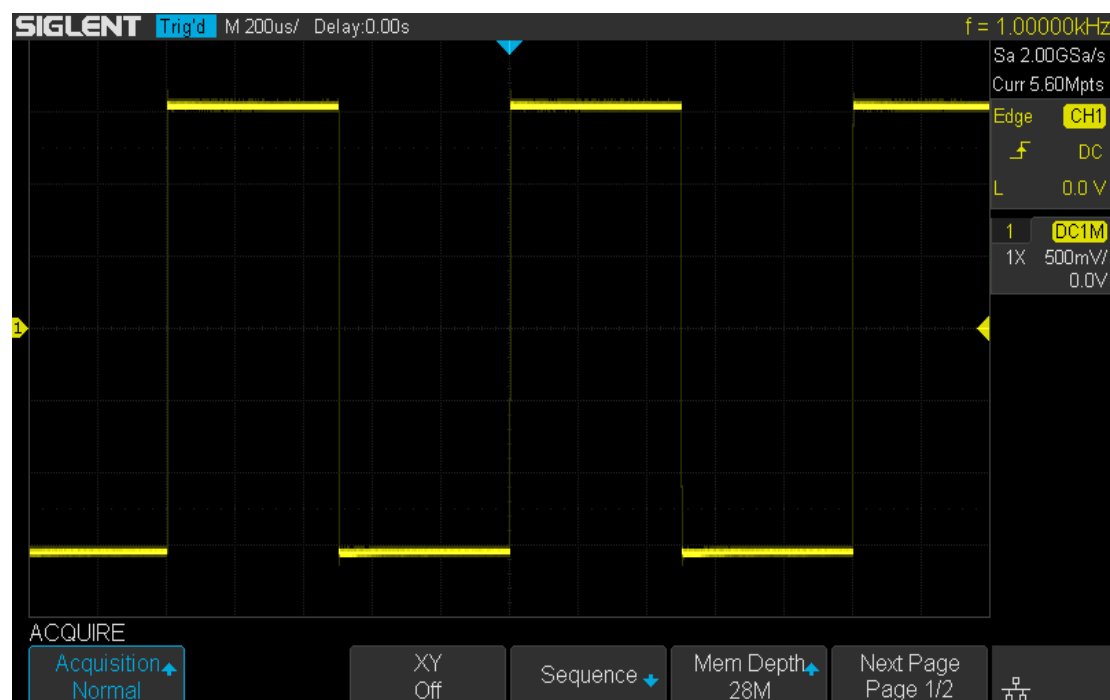 SIGLENT Trig'd M 200us/ Delay:0.00s f = 1.00000kHz
Sa 2.00GSa/s
Curr 5.60Mpts
Edge CH1
DC
L 0.0 V
1 DC1M
1X 500mV/
0.0V
1
ACQUIRE
Acquisition
Normal
XY
Off
Sequence
Mem Depth
28M
Next Page
Page 1/2